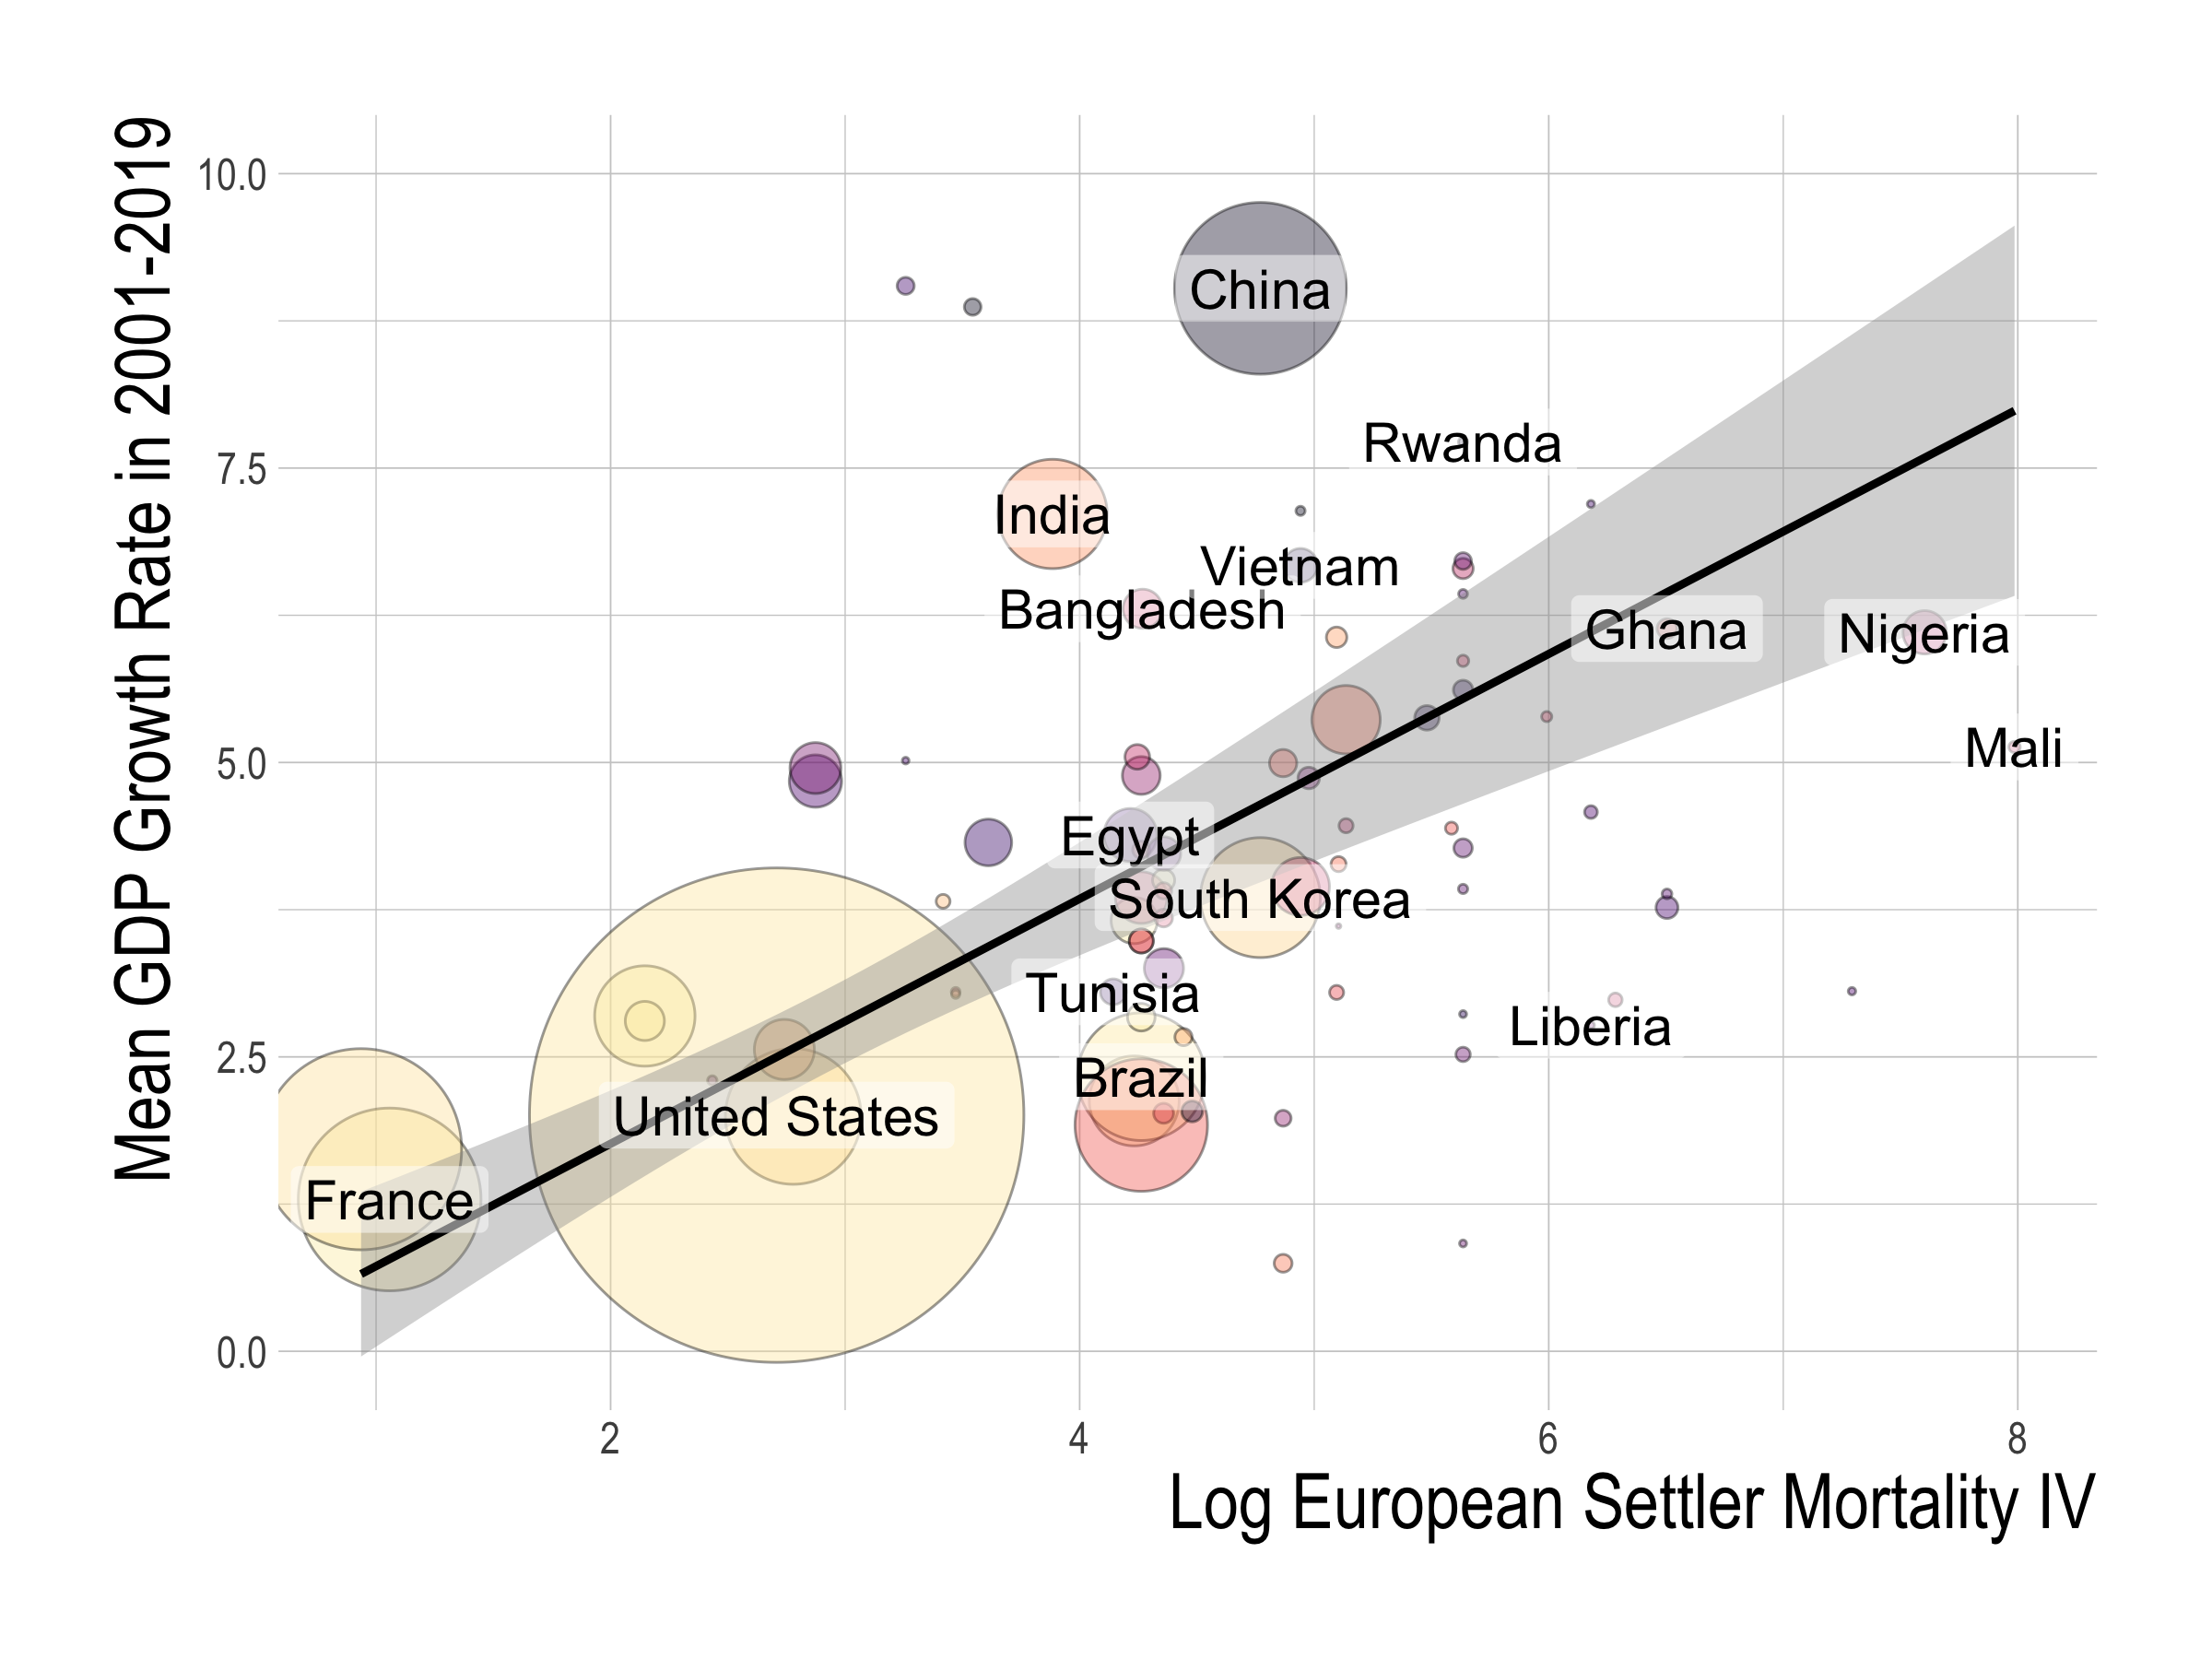 Mean GDP Growth Rate in 2001-2019
10.0
7.5
5.0
2.5
0.0
China
Rwanda
India
Vietnam
Bangladesh
Ghana
Nigeria
Mali
Egypt
South Korea
Tunisia
Liberia
Brazil
United States
France
2
4
6
8
Log European Settler Mortality IV